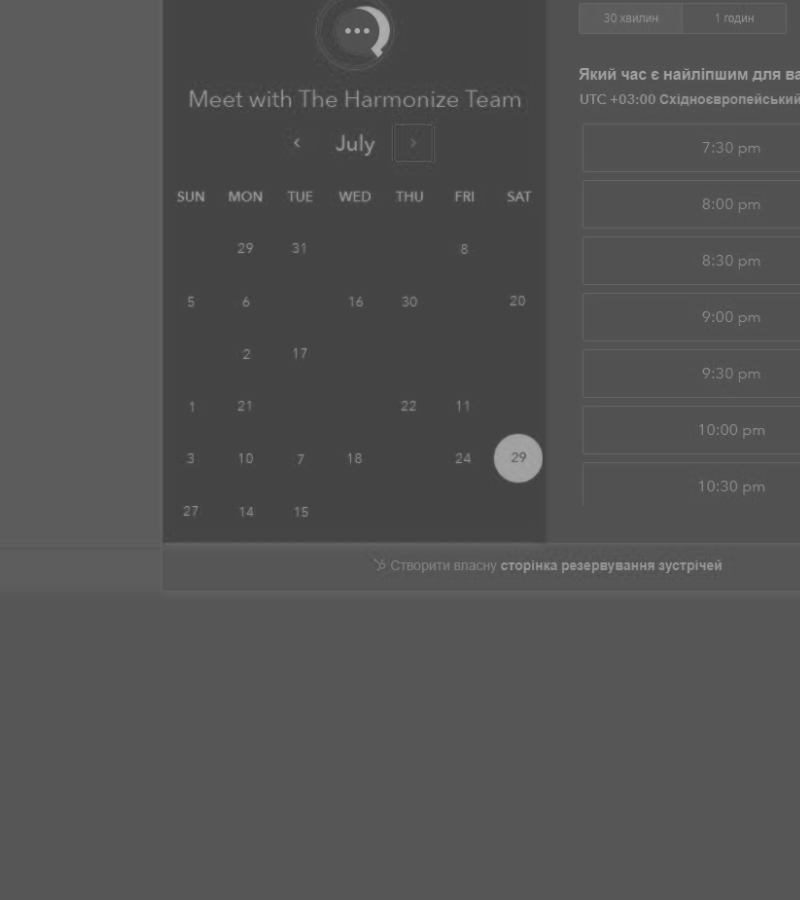 30 хвилин 1 годин
Який час є найліпшим для ва
UTC +03:00 Східноєвропейський
Meet with The Harmonize Team
‹ July ›
SUN MON TUE WED THU FRI SAT
29 31 8
5 6 16 30 20
2 17
1 21 22 11
3 10 7 18 24 29
27 14 15
7:30 pm
8:00 pm
8:30 pm
9:00 pm
9:30 pm
10:00 pm
10:30 pm
Створити власну сторінка резервування зустрічей